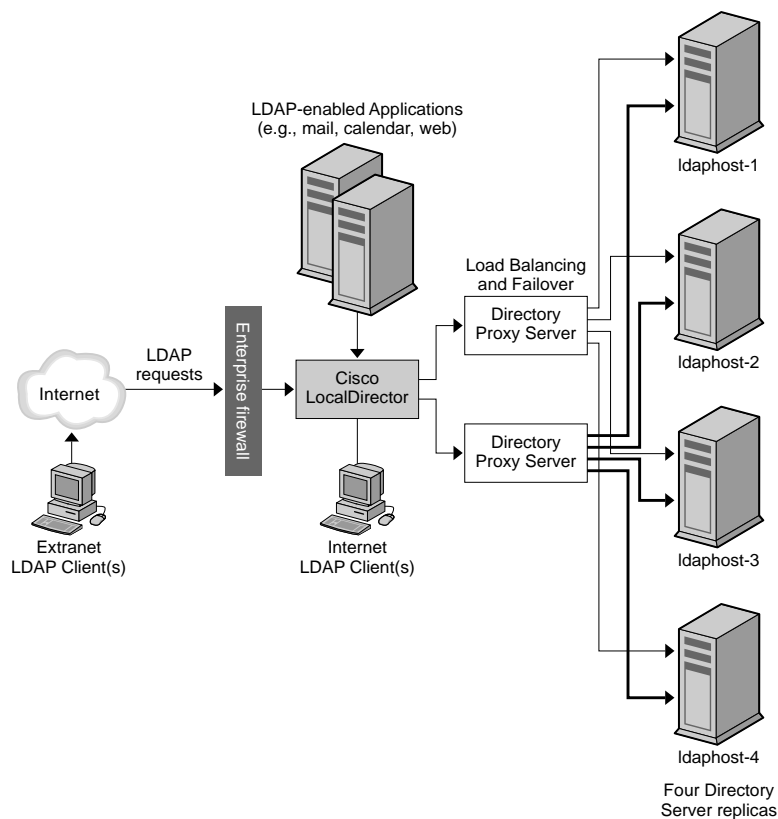 LDAP-enabled Applications
(e.g., mail, calendar, web)
ldaphost-1
Load Balancing
and Failover
Directory
Proxy Server
ldaphost-2
Internet
LDAP
requests
Enterprise firewall
Cisco
LocalDirector
Directory
Proxy Server
Extranet
LDAP Client(s)
Internet
LDAP Client(s)
ldaphost-3
ldaphost-4
Four Directory
Server replicas